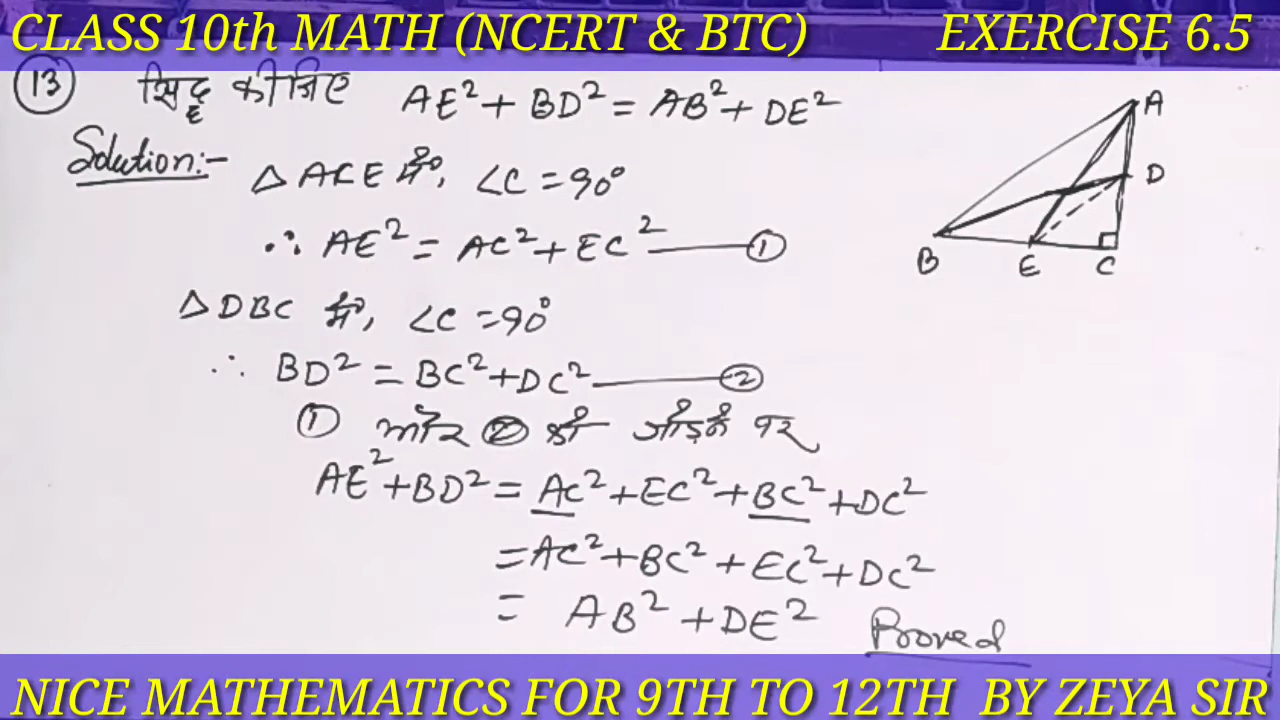 CLASS 10th MATH (NCERT & BTC) EXERCISE 6.5
13 सिद्ध कीजिए AE² + BD² = AB² + DE²
Solution:-
△ ACE में, ∠C = 90°
∴ AE² = AC² + EC² — 1
△ DBC में, ∠C = 90°
∴ BD² = BC² + DC² — 2
1 और 2 को जोड़ने पर
AE² + BD² = AC² + EC² + BC² + DC²
= AC² + BC² + EC² + DC²
= AB² + DE² Proved
A
D
B E C
NICE MATHEMATICS FOR 9TH TO 12TH BY ZEYA SIR